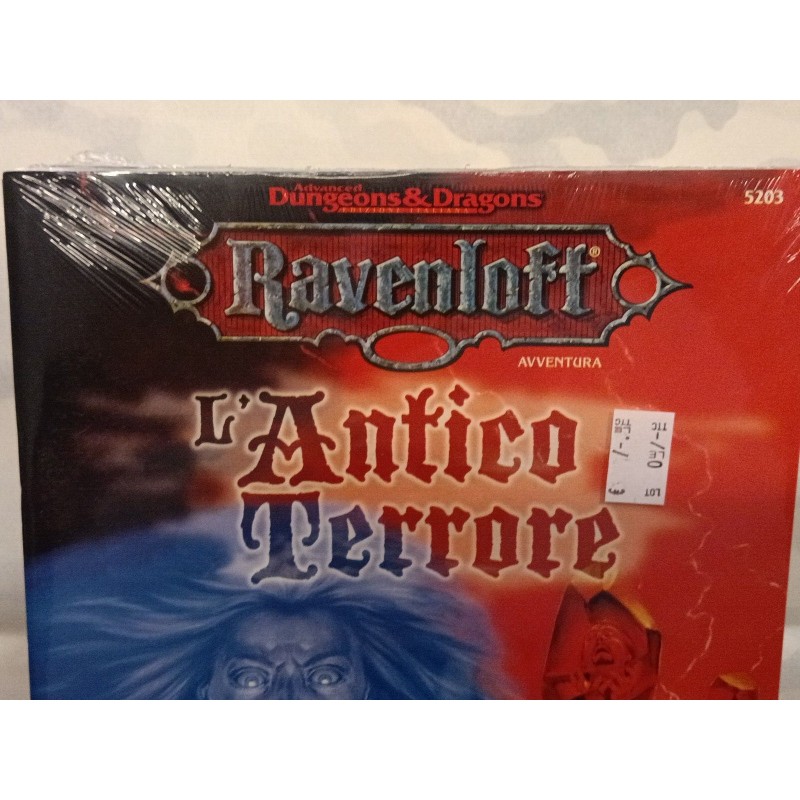 Advanced
Dungeons & Dragons
EDIZIONE ITALIANA
5203
Ravenloft®
AVVENTURA
L'Antico
Terrore
LOT